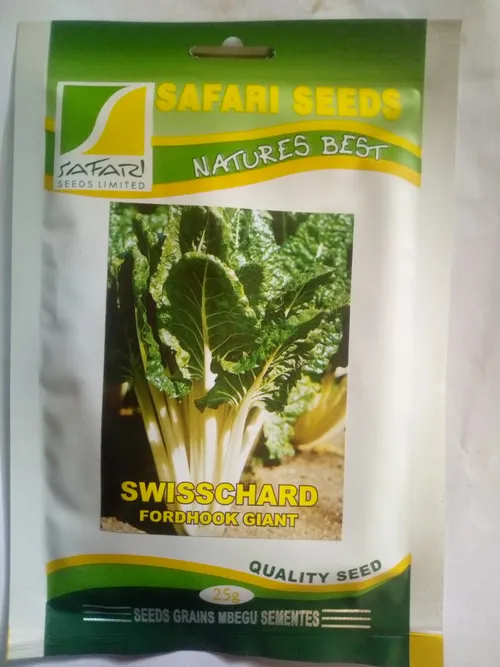 SAFARI SEEDS
SAFARI
SEEDS LIMITED
NATURES BEST
SWISSCHARD
FORDHOOK GIANT
QUALITY SEED
25g
SEEDS GRAINS MBEGU SEMENTES